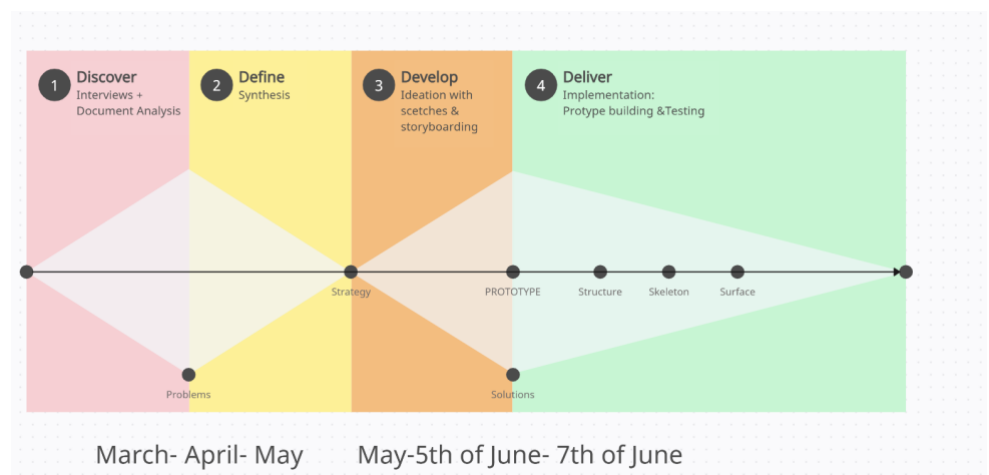 1
Discover
Interviews +
Document Analysis
2
Define
Synthesis
3
Develop
Ideation with
scetches &
storyboarding
4
Deliver
Implementation:
Protype building &Testing
Strategy
PROTOTYPE
Structure
Skeleton
Surface
Problems
Solutions
March- April- May
May-5th of June- 7th of June